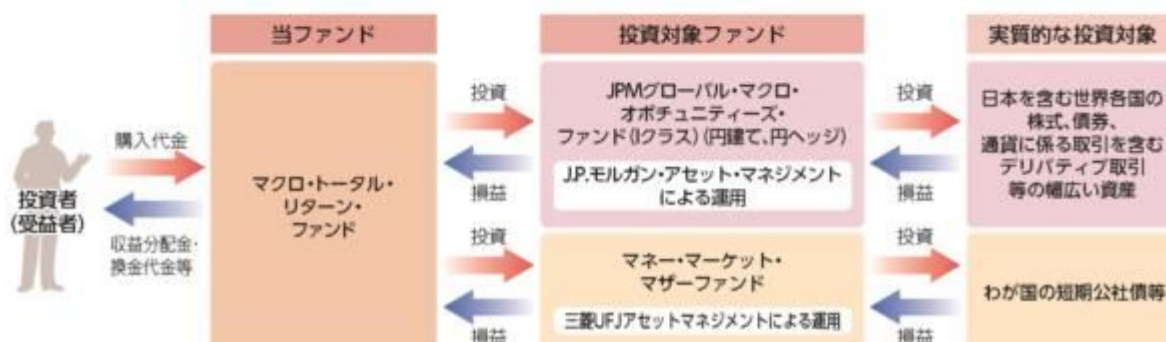 当ファンド
投資対象ファンド
実質的な投資対象
投資者
(受益者)
購入代金
収益分配金・
換金代金等
マクロ・トータル・
リターン・
ファンド
投資
損益
JPMグローバル・マクロ・
オポチュニティーズ・
ファンド(Iクラス)(円建て、円ヘッジ)
J.P.モルガン・アセット・マネジメント
による運用
投資
損益
日本を含む世界各国の
株式、債券、
通貨に係る取引を含む
デリバティブ取引
等の幅広い資産
投資
損益
マネー・マーケット・
マザーファンド
三菱UFJアセットマネジメントによる運用
投資
損益
わが国の短期公社債等